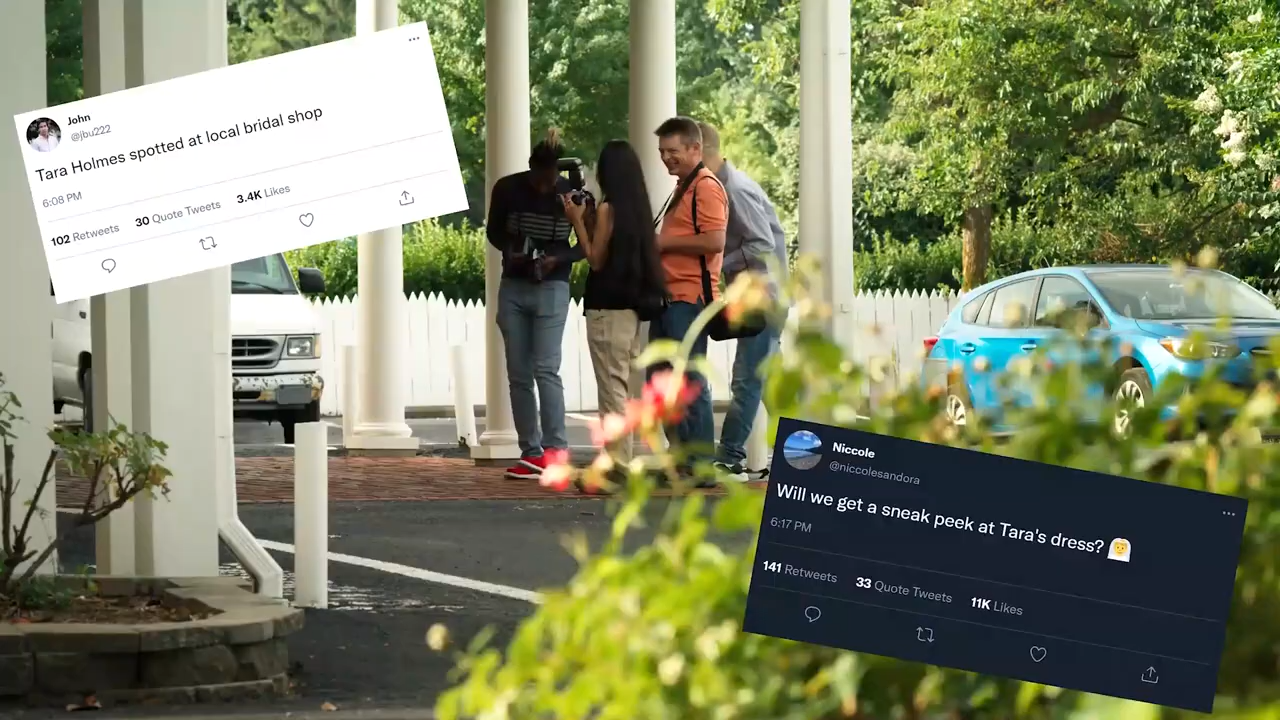 John
@jbu222
Tara Holmes spotted at local bridal shop
6:08 PM
102 Retweets 30 Quote Tweets 3.4K Likes
Niccole
@niccolesandora
Will we get a sneak peek at Tara's dress? 👰
6:17 PM
141 Retweets 33 Quote Tweets 11K Likes